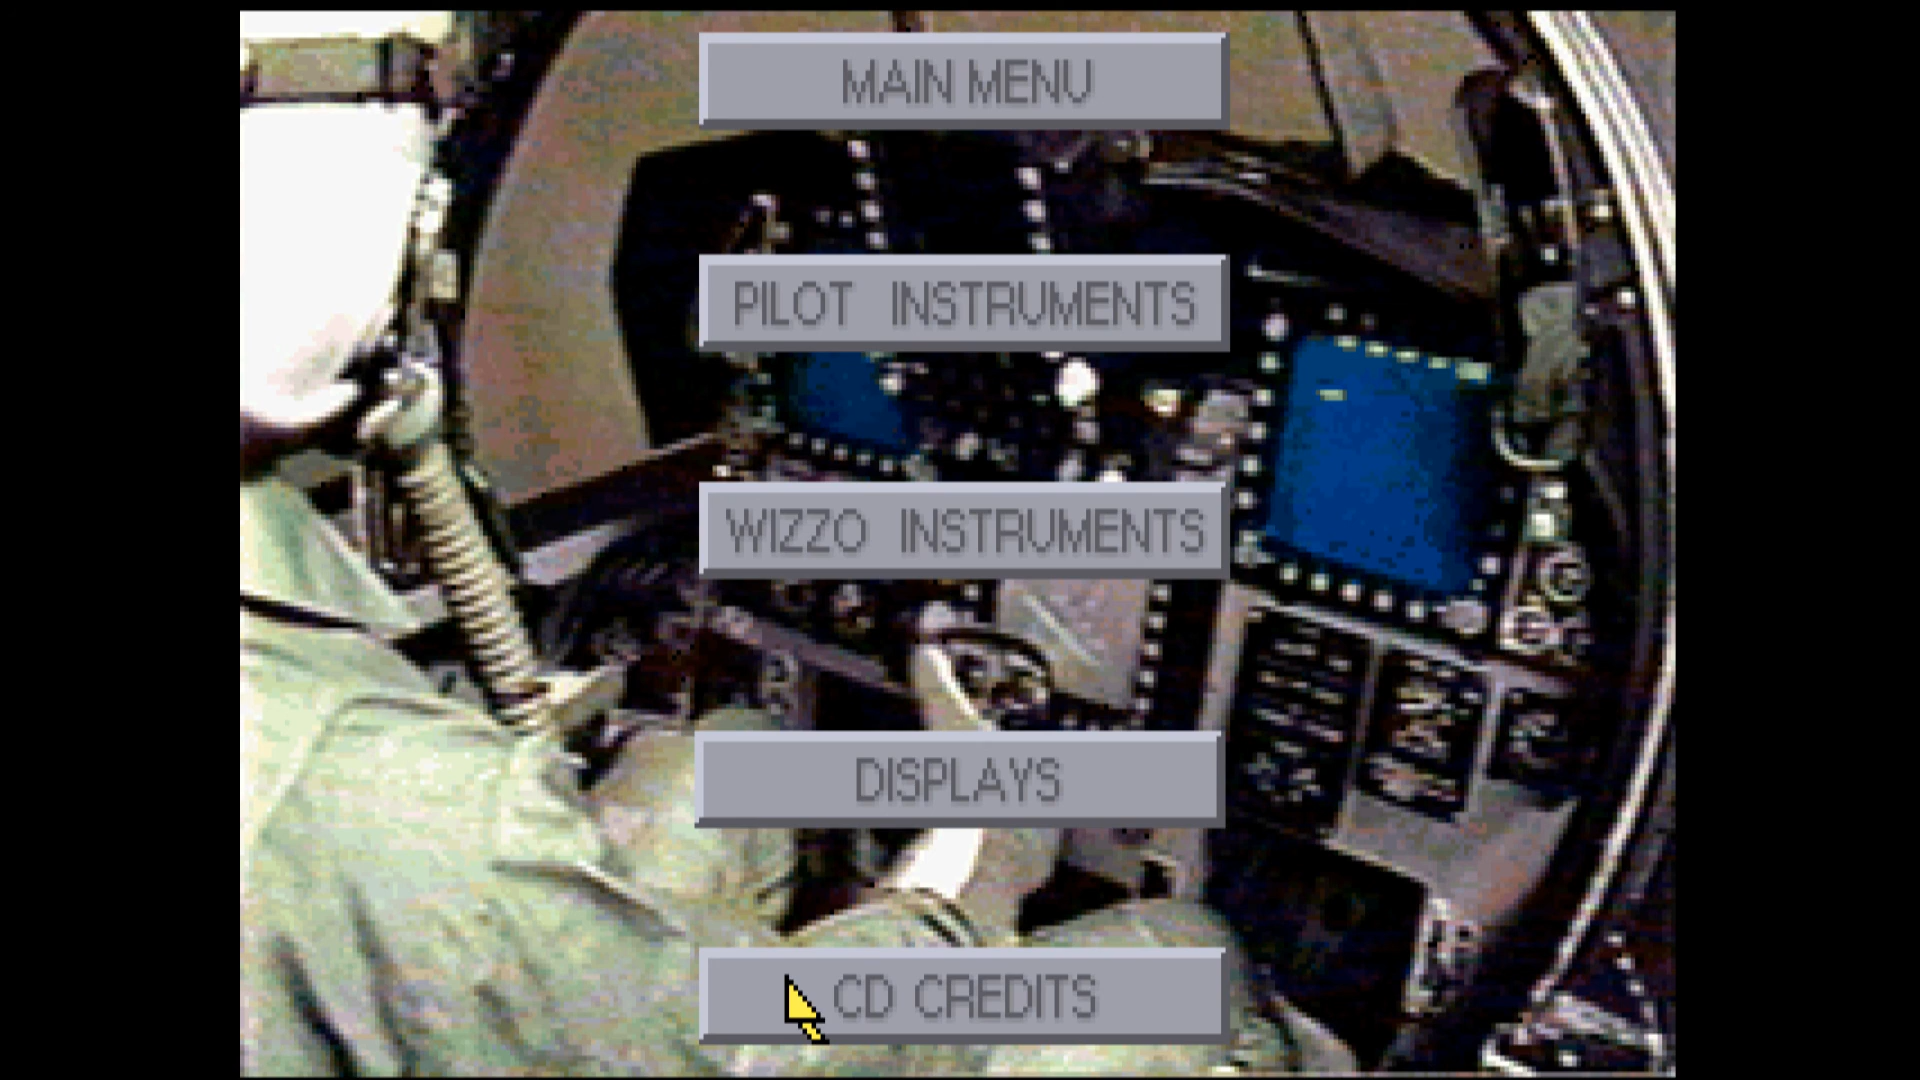 MAIN MENU
PILOT INSTRUMENTS
WIZZO INSTRUMENTS
DISPLAYS
CD CREDITS